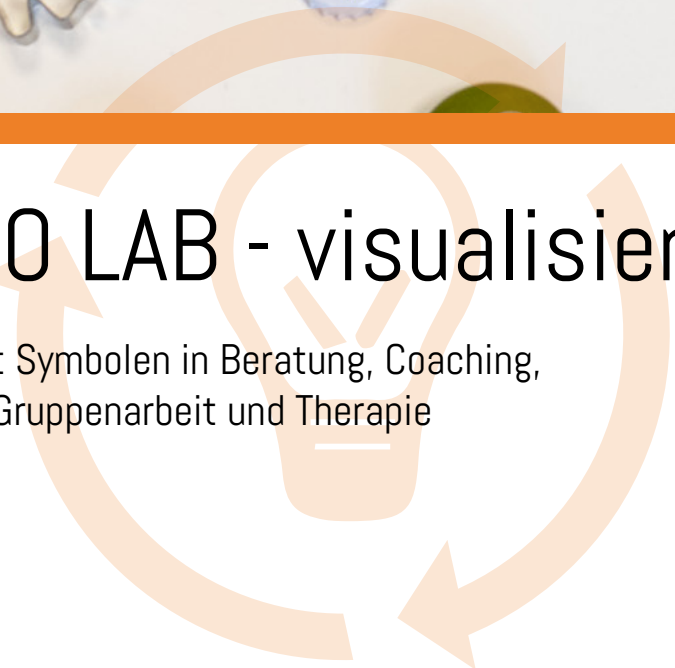 O LAB - visualisier
t Symbolen in Beratung, Coaching,
Gruppenarbeit und Therapie